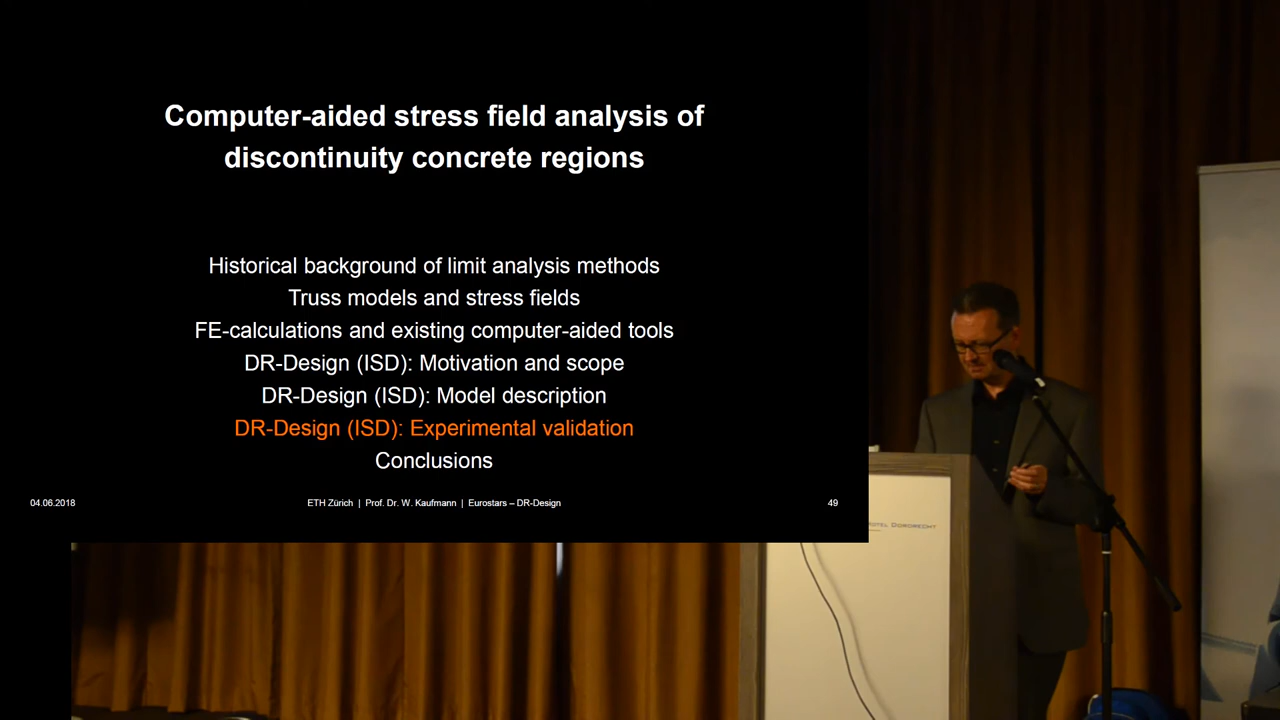 Computer-aided stress field analysis of
discontinuity concrete regions
Historical background of limit analysis methods
Truss models and stress fields
FE-calculations and existing computer-aided tools
DR-Design (ISD): Motivation and scope
DR-Design (ISD): Model description
DR-Design (ISD): Experimental validation
Conclusions
04.06.2018 ETH Zürich | Prof. Dr. W. Kaufmann | Eurostars – DR-Design 49
HOTEL DORDRECHT